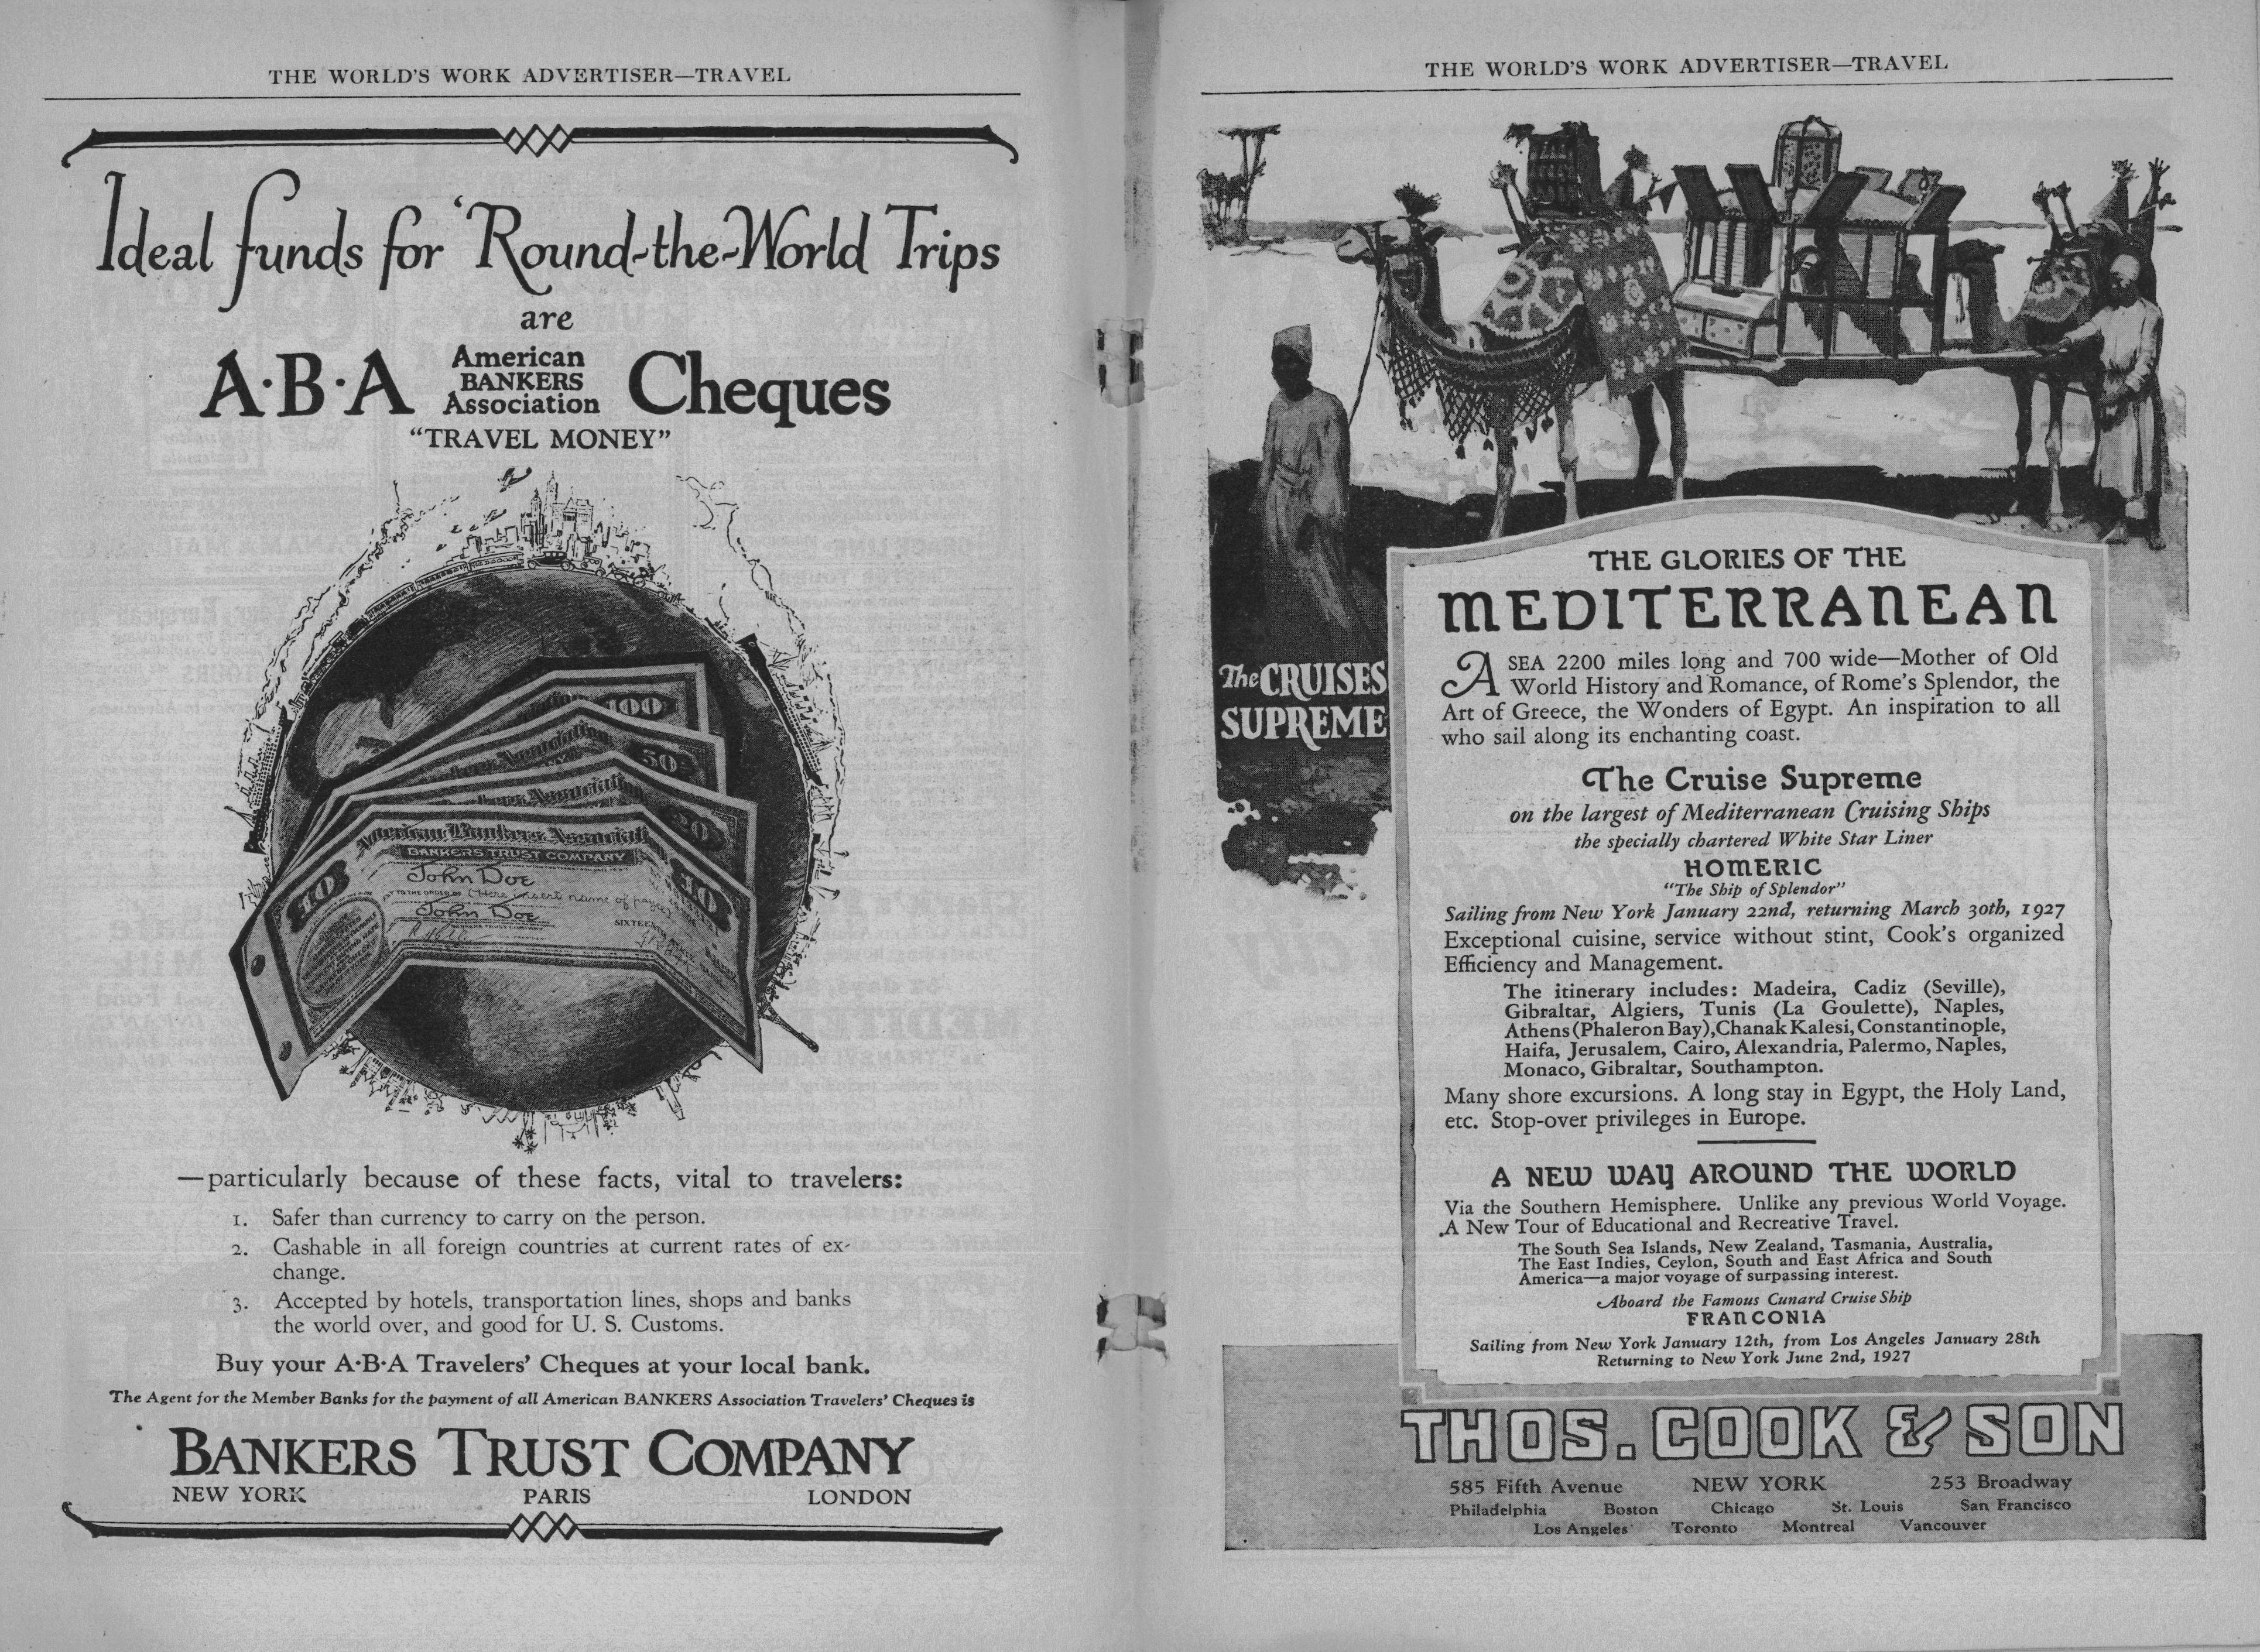 THE WORLD'S WORK ADVERTISER—TRAVEL
Ideal funds for 'Round-the-World Trips
are
A·B·A American BANKERS Association Cheques
"TRAVEL MONEY"
100
50
20
American Bankers Association
BANKERS TRUST COMPANY
10
10
John Doe
PAY TO THE ORDER OF (Here insert name of payee)
John Doe
—particularly because of these facts, vital to travelers:
1. Safer than currency to carry on the person.
2. Cashable in all foreign countries at current rates of ex-
change.
3. Accepted by hotels, transportation lines, shops and banks
the world over, and good for U. S. Customs.
Buy your A·B·A Travelers' Cheques at your local bank.
The Agent for the Member Banks for the payment of all American BANKERS Association Travelers' Cheques is
BANKERS TRUST COMPANY
NEW YORK PARIS LONDON
THE WORLD'S WORK ADVERTISER—TRAVEL
The CRUISES
SUPREME
THE GLORIES OF THE
MEDITERRANEAN
A SEA 2200 miles long and 700 wide—Mother of Old
World History and Romance, of Rome's Splendor, the
Art of Greece, the Wonders of Egypt. An inspiration to all
who sail along its enchanting coast.
The Cruise Supreme
on the largest of Mediterranean Cruising Ships
the specially chartered White Star Liner
HOMERIC
"The Ship of Splendor"
Sailing from New York January 22nd, returning March 30th, 1927
Exceptional cuisine, service without stint, Cook's organized
Efficiency and Management.
The itinerary includes: Madeira, Cadiz (Seville),
Gibraltar, Algiers, Tunis (La Goulette), Naples,
Athens (Phaleron Bay), Chanak Kalesi, Constantinople,
Haifa, Jerusalem, Cairo, Alexandria, Palermo, Naples,
Monaco, Gibraltar, Southampton.
Many shore excursions. A long stay in Egypt, the Holy Land,
etc. Stop-over privileges in Europe.
A NEW WAY AROUND THE WORLD
Via the Southern Hemisphere. Unlike any previous World Voyage.
A New Tour of Educational and Recreative Travel.
The South Sea Islands, New Zealand, Tasmania, Australia,
The East Indies, Ceylon, South and East Africa and South
America—a major voyage of surpassing interest.
Aboard the Famous Cunard Cruise Ship
FRANCONIA
Sailing from New York January 12th, from Los Angeles January 28th
Returning to New York June 2nd, 1927
THOS. COOK & SON
585 Fifth Avenue NEW YORK 253 Broadway
Philadelphia Boston Chicago St. Louis San Francisco
Los Angeles Toronto Montreal Vancouver